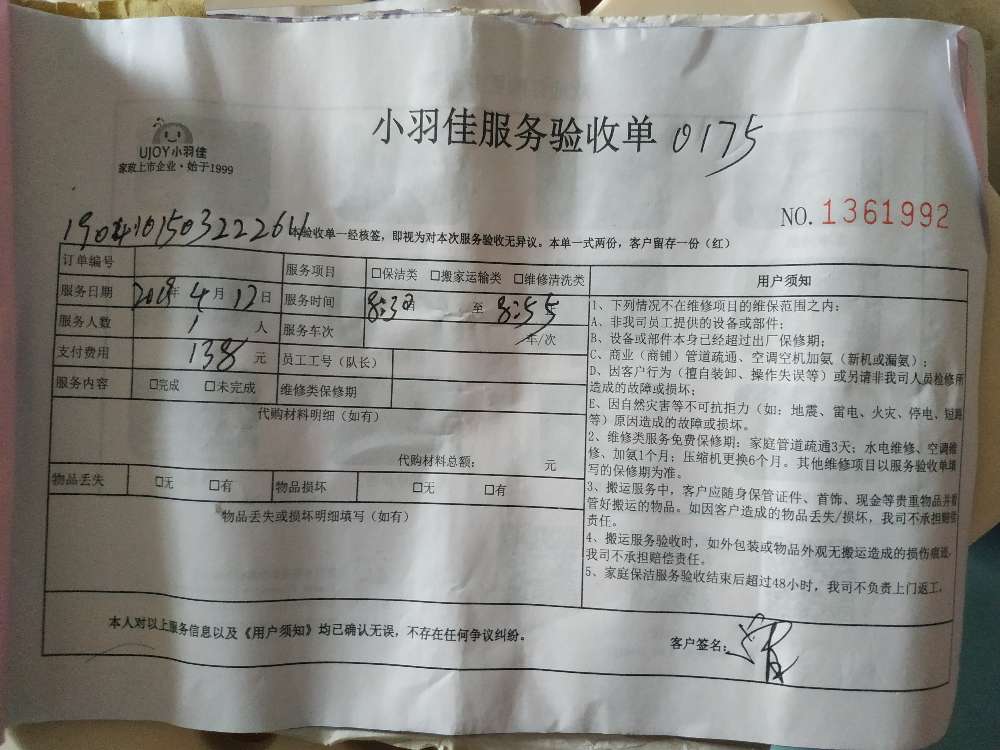 小羽佳服务验收单 0175
UJOY小羽佳
家政上市企业·始于1999
NO.1361992
本验收单一经核签，即视为对本次服务验收无异议。本单一式两份，客户留存一份（红）
订单编号 服务项目 □保洁类 □搬家运输类 □维修清洗类
服务日期 2019年 4月 12日 服务时间 8:30 至 8:55
服务人数 1 人 服务车次 车/次
支付费用 138 元 员工工号（队长）
服务内容 □完成 □未完成 维修类保修期
代购材料明细（如有）
代购材料总额： 元
物品丢失 □无 □有 物品损坏 □无 □有
物品丢失或损坏明细填写（如有）
用户须知
1、下列情况不在维修项目的维保范围之内：
A、非我司员工提供的设备或部件；
B、设备或部件本身已经超过出厂保修期；
C、商业（商铺）管道疏通、空调空机加氨（新机或漏氨）；
D、因客户行为（擅自装卸、操作失误等）或另请非我司人员检修所
造成的故障或损坏；
E、因自然灾害等不可抗拒力（如：地震、雷电、火灾、停电、短路
等）原因造成的故障或损坏。
2、维修类服务免费保修期：家庭管道疏通3天；水电维修、空调维
修、加氨1个月；压缩机更换6个月。其他维修项目以服务验收单填
写的保修期为准。
3、搬运服务中，客户应随身保管证件、首饰、现金等贵重物品并看
管好搬运的物品。如因客户造成的物品丢失/损坏，我司不承担赔偿
责任。
4、搬运服务验收时，如外包装或物品外观无搬运造成的损伤痕迹，
我司不承担赔偿责任。
5、家庭保洁服务验收结束后超过48小时，我司不负责上门返工。
本人对以上服务信息以及《用户须知》均已确认无误，不存在任何争议纠纷。
客户签名：